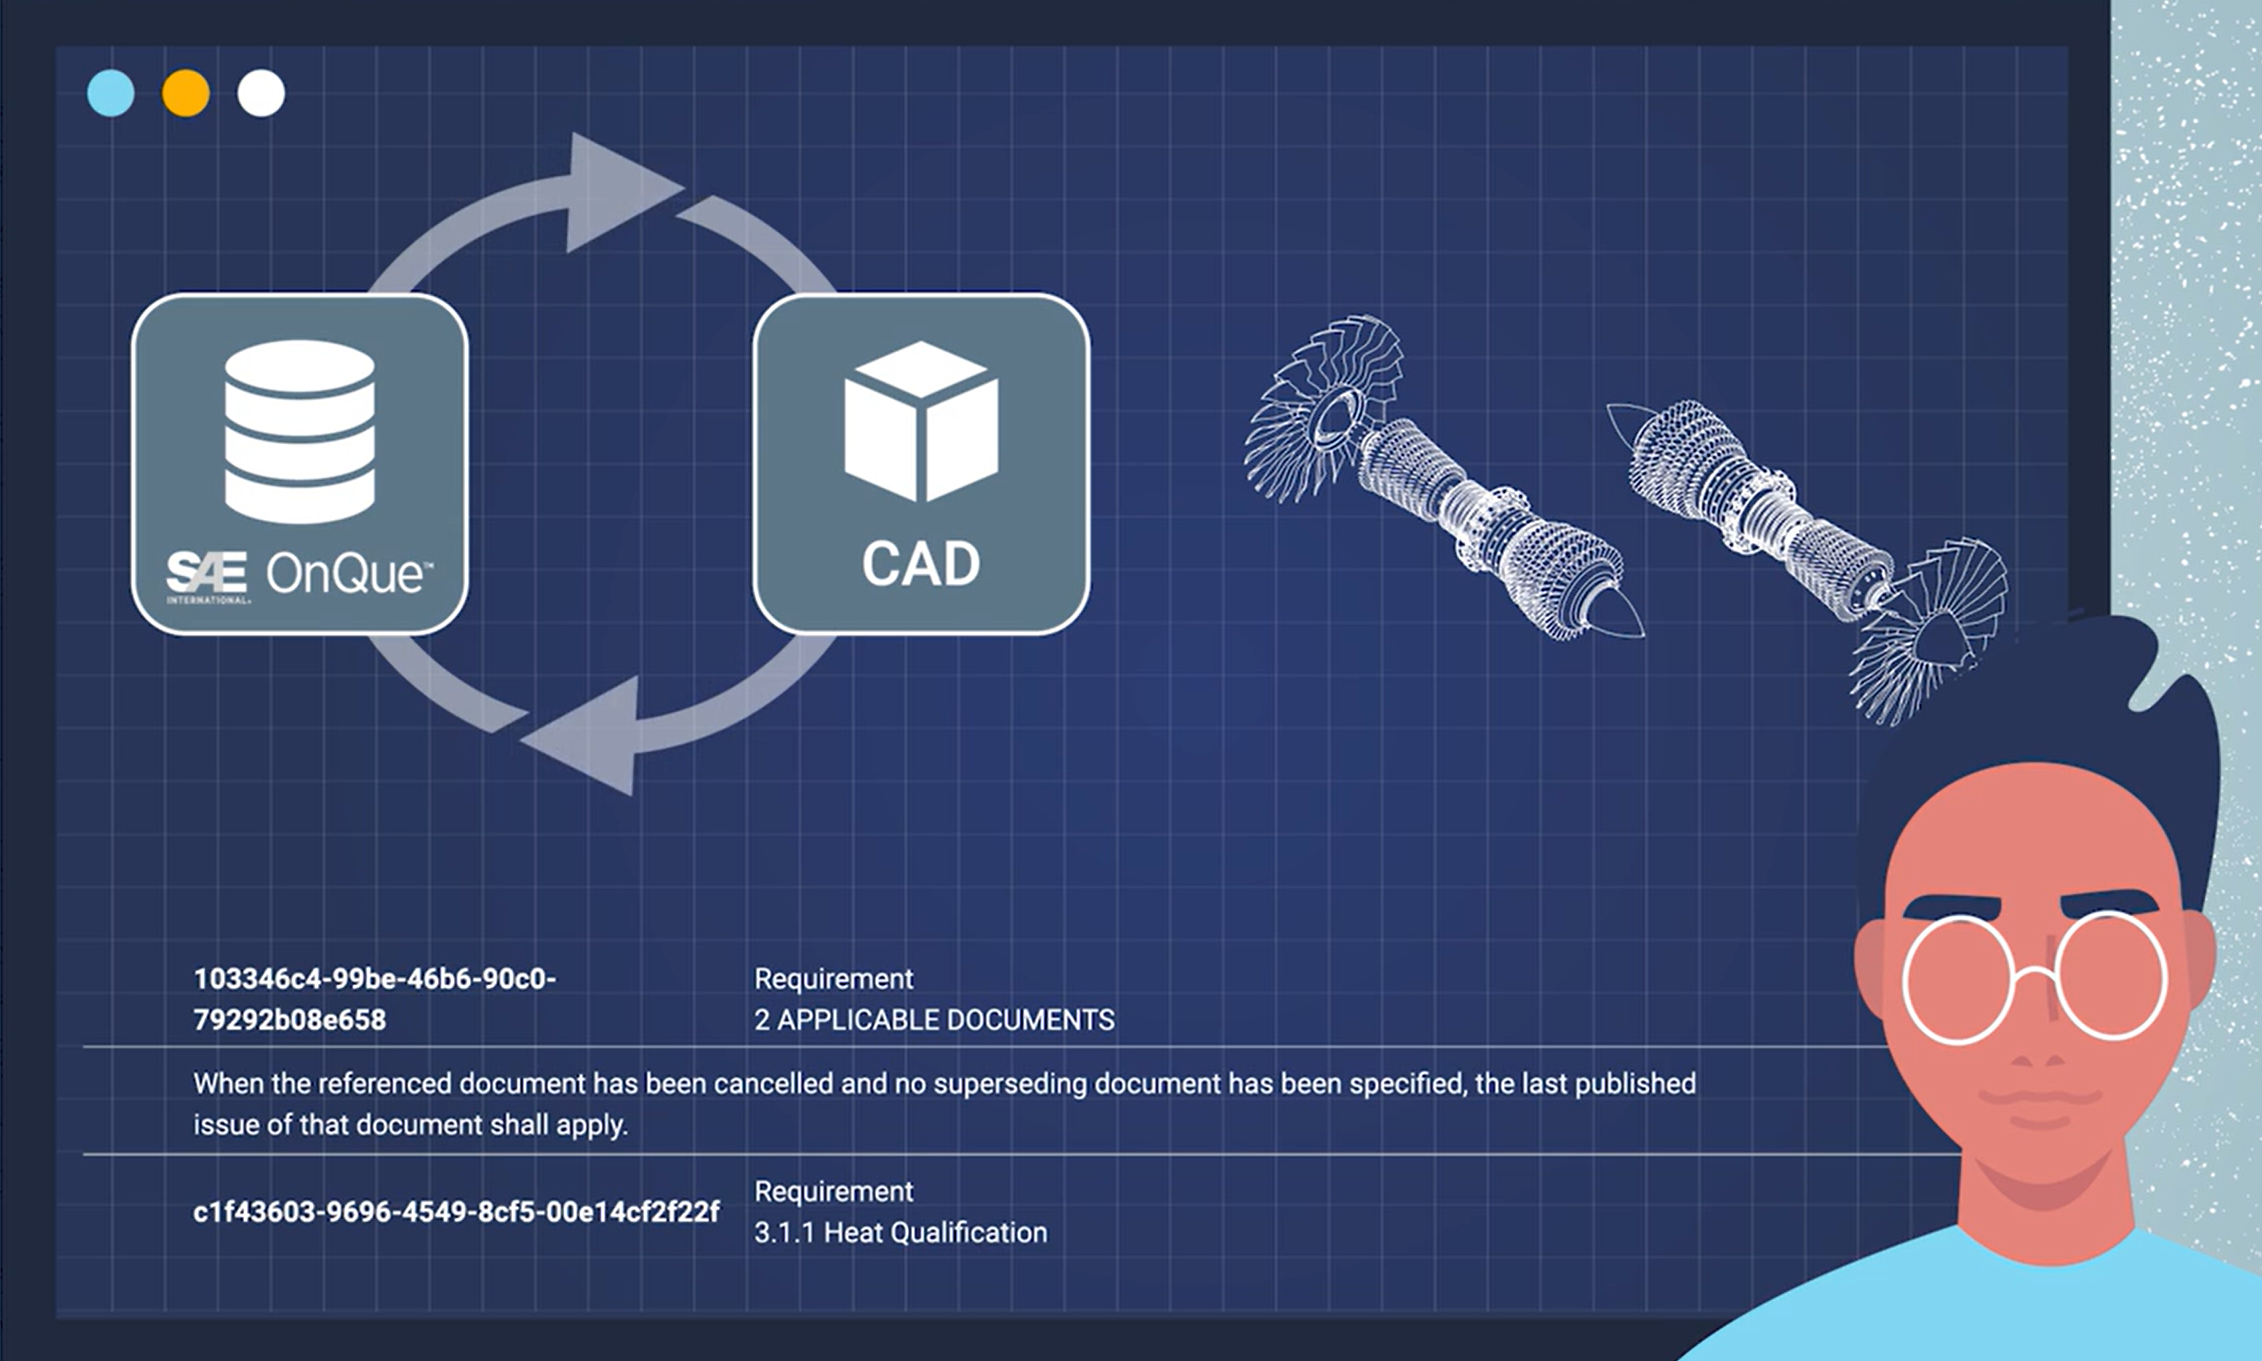 SAE OnQue™
INTERNATIONAL®
CAD
103346c4-99be-46b6-90c0-
79292b08e658
Requirement
2 APPLICABLE DOCUMENTS
When the referenced document has been cancelled and no superseding document has been specified, the last published
issue of that document shall apply.
c1f43603-9696-4549-8cf5-00e14cf2f22f
Requirement
3.1.1 Heat Qualification